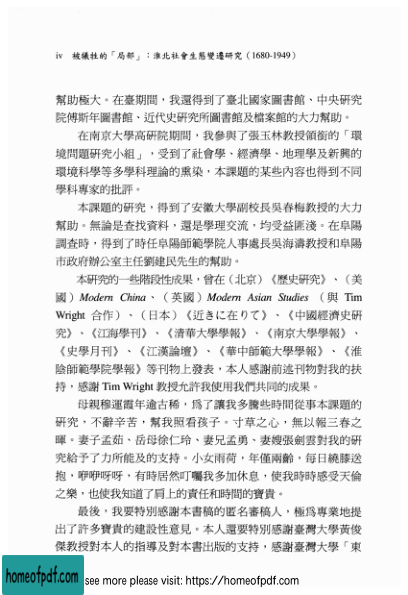 iv 被犧牲的「局部」：淮北社會生態變遷研究（1680-1949）
幫助極大。在臺期間，我還得到了臺北國家圖書館、中央研究
院傅斯年圖書館、近代史研究所圖書館及檔案館的大力幫助。
在南京大學高研院期間，我參與了張玉林教授領銜的「環
境問題研究小組」，受到了社會學、經濟學、地理學及新興的
環境科學等多學科理論的熏染，本課題的某些內容也得到不同
學科專家的批評。
本課題的研究，得到了安徽大學副校長吳春梅教授的大力
幫助。無論是查找資料，還是學理交流，均受益匪淺。在阜陽
調查時，得到了時任阜陽師範學院人事處長吳海濤教授和阜陽
市政府辦公室主任劉建民先生的幫助。
本研究的一些階段性成果，曾在（北京）《歷史研究》、（美
國）Modern China、（英國）Modern Asian Studies （與 Tim
Wright 合作）、（日本）《近きに在りて》、《中國經濟史研
究》、《江海學刊》、《清華大學學報》、《南京大學學報》、
《史學月刊》、《江漢論壇》、《華中師範大學學報》、《淮
陰師範學院學報》等刊物上發表，本人感謝前述刊物對我的扶
持，感謝 Tim Wright 教授允許我使用我們共同的成果。
母親穆運霞年逾古稀，爲了讓我多騰些時間從事本課題的
研究，不辭辛苦，幫我照看孩子。寸草之心，無以報三春之
暉。妻子孟茹、岳母徐仁玲、妻兄孟勇、妻嫂張劍雲對我的研
究給予了力所能及的支持。小女雨荷，年僅兩齡，每日繞膝送
抱，咿咿呀呀，有時居然叮囑我多加休息，使我時時感受天倫
之樂，也使我知道了肩上的責任和時間的寶貴。
最後，我要特別感謝本書稿的匿名審稿人，極爲專業地提
出了許多寶貴的建設性意見。本人還要特別感謝臺灣大學黃俊
傑教授對本人的指導及對本書出版的支持，感謝臺灣大學「東
homeofpdf.com see more please visit: https://homeofpdf.com